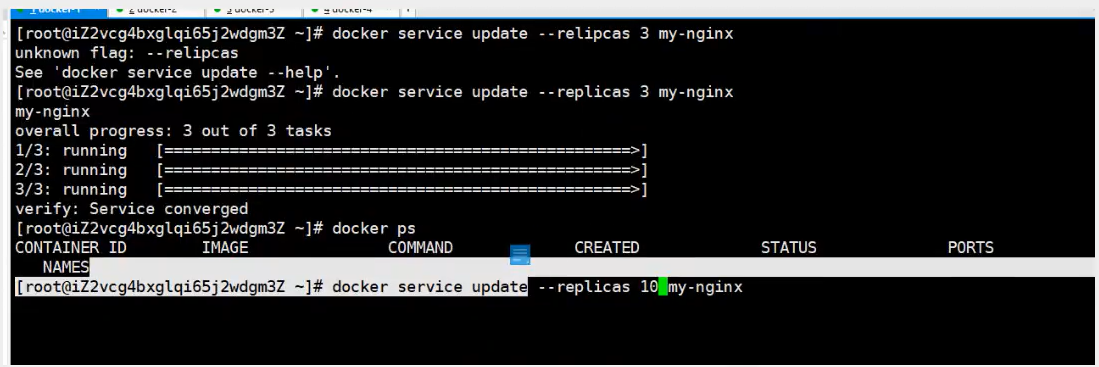 1 docker-1 2 docker-2 3 docker-3 4 docker-4 +
[root@iZ2vcg4bxglqi65j2wdgm3Z ~]# docker service update --relipcas 3 my-nginx
unknown flag: --relipcas
See 'docker service update --help'.
[root@iZ2vcg4bxglqi65j2wdgm3Z ~]# docker service update --replicas 3 my-nginx
my-nginx
overall progress: 3 out of 3 tasks
1/3: running [==================================================>]
2/3: running [==================================================>]
3/3: running [==================================================>]
verify: Service converged
[root@iZ2vcg4bxglqi65j2wdgm3Z ~]# docker ps
CONTAINER ID IMAGE COMMAND CREATED STATUS PORTS
NAMES
[root@iZ2vcg4bxglqi65j2wdgm3Z ~]# docker service update --replicas 10 my-nginx